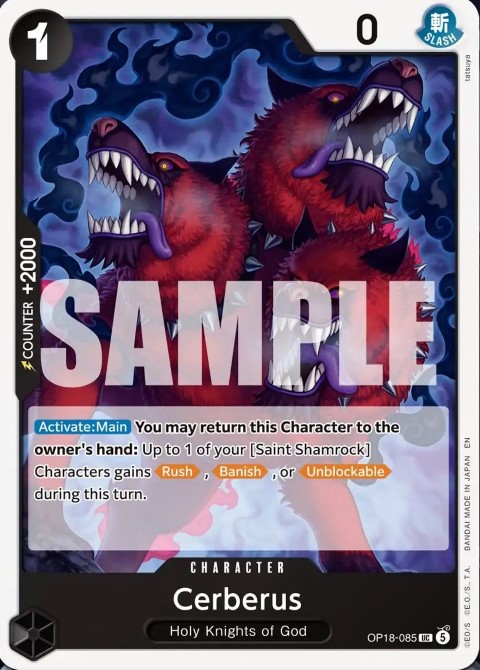 1
0
斬
SLASH
tatsuya
COUNTER +2000
SAMPLE
Activate:Main You may return this Character to the
owner's hand: Up to 1 of your [Saint Shamrock]
Characters gains Rush , Banish , or Unblockable
during this turn.
CHARACTER
Cerberus
Holy Knights of God
OP18-085 UC 5
©E.O/S ©E.O./S., T.A. BANDAI MADE IN JAPAN EN